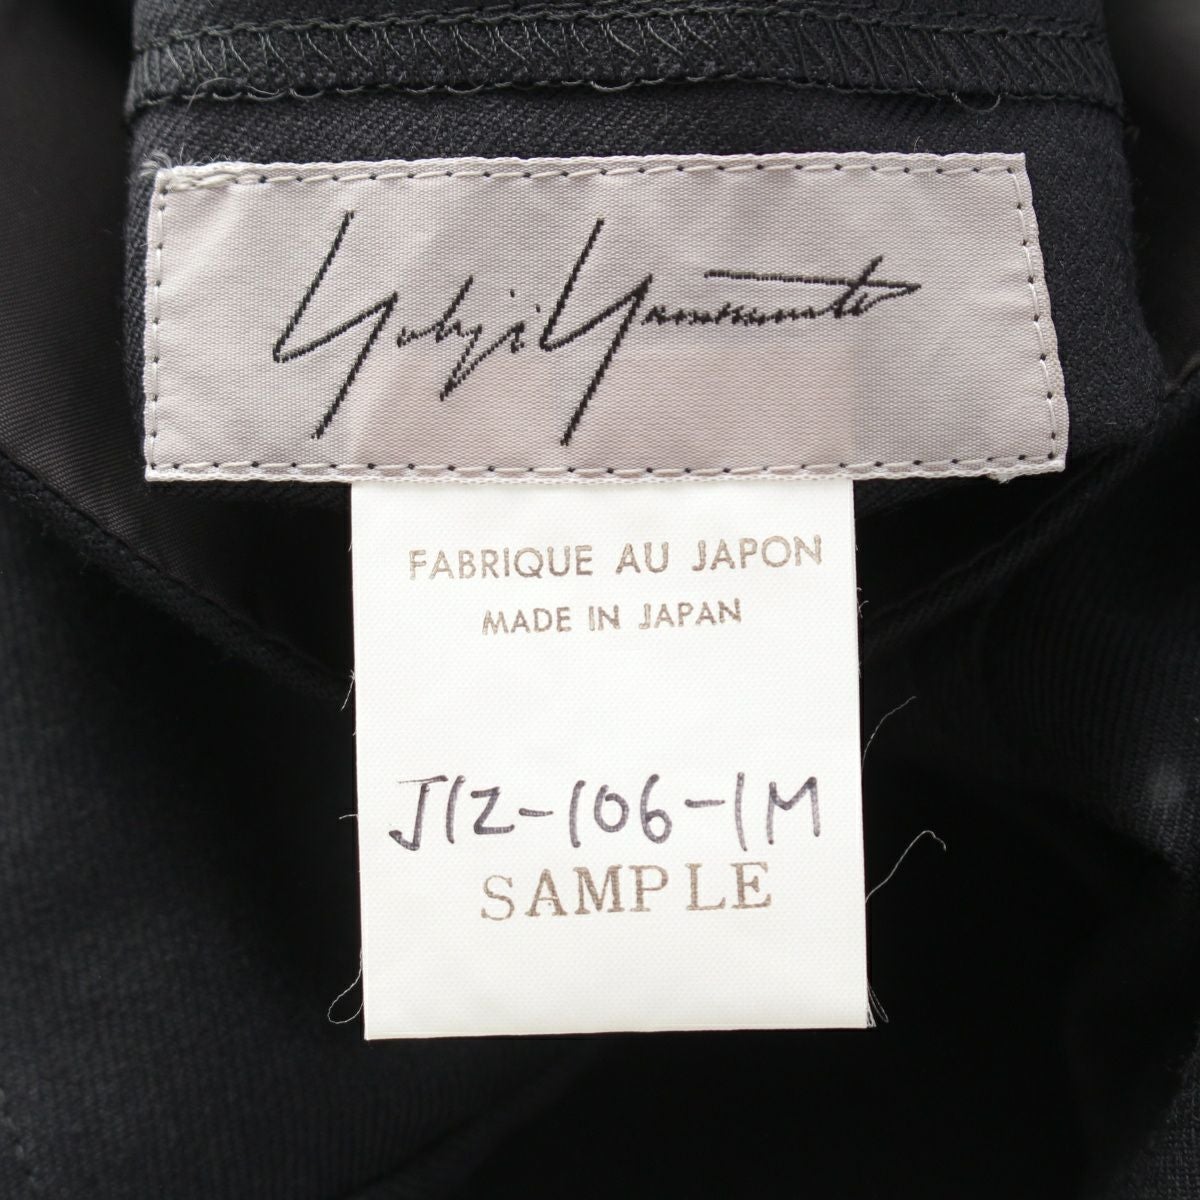 Yohji Yamamoto
FABRIQUE AU JAPON
MADE IN JAPAN
J12-106-1M
SAMPLE